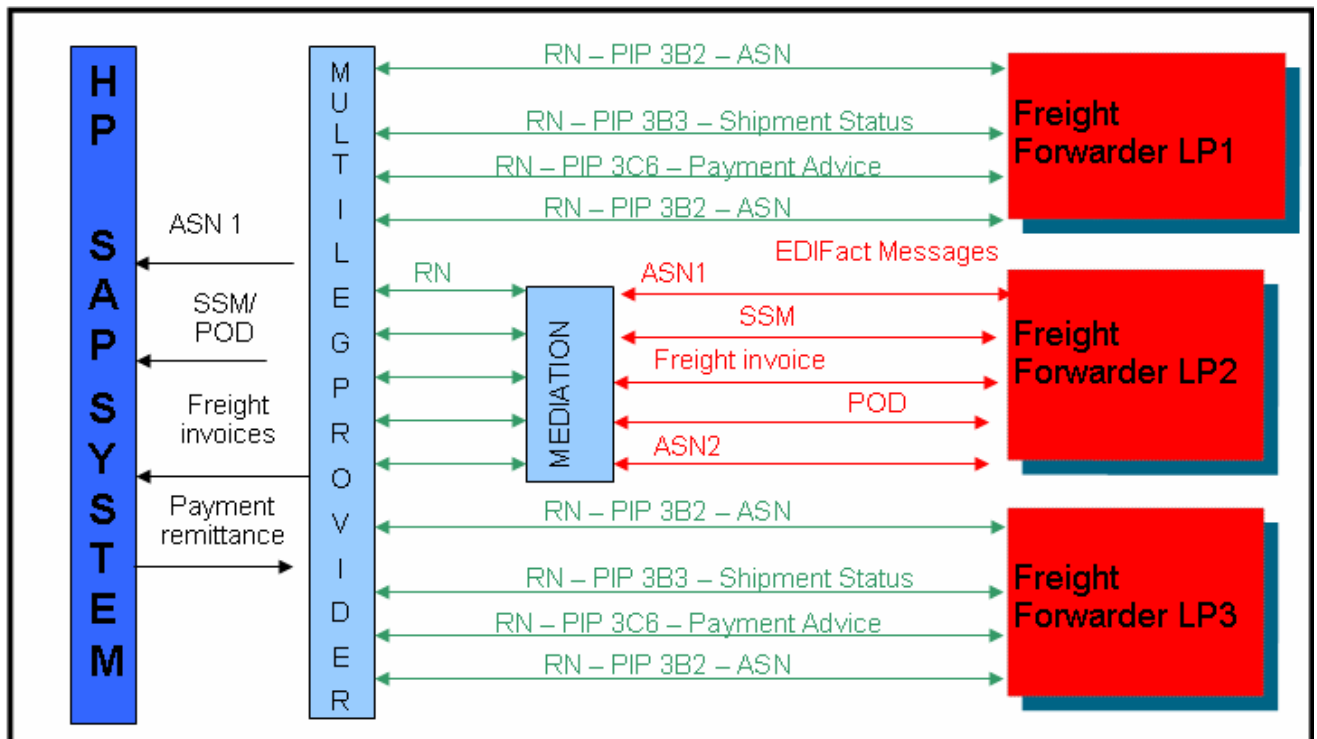 HP SAP SYSTEM
ASN 1
SSM/
POD
Freight
invoices
Payment
remittance
MULTILEGPROVIDER
RN – PIP 3B2 – ASN
RN – PIP 3B3 – Shipment Status
RN – PIP 3C6 – Payment Advice
RN – PIP 3B2 – ASN
Freight
Forwarder LP1
RN
MEDIATION
EDIFact Messages
ASN1
SSM
Freight invoice
POD
ASN2
Freight
Forwarder LP2
RN – PIP 3B2 – ASN
RN – PIP 3B3 – Shipment Status
RN – PIP 3C6 – Payment Advice
RN – PIP 3B2 – ASN
Freight
Forwarder LP3